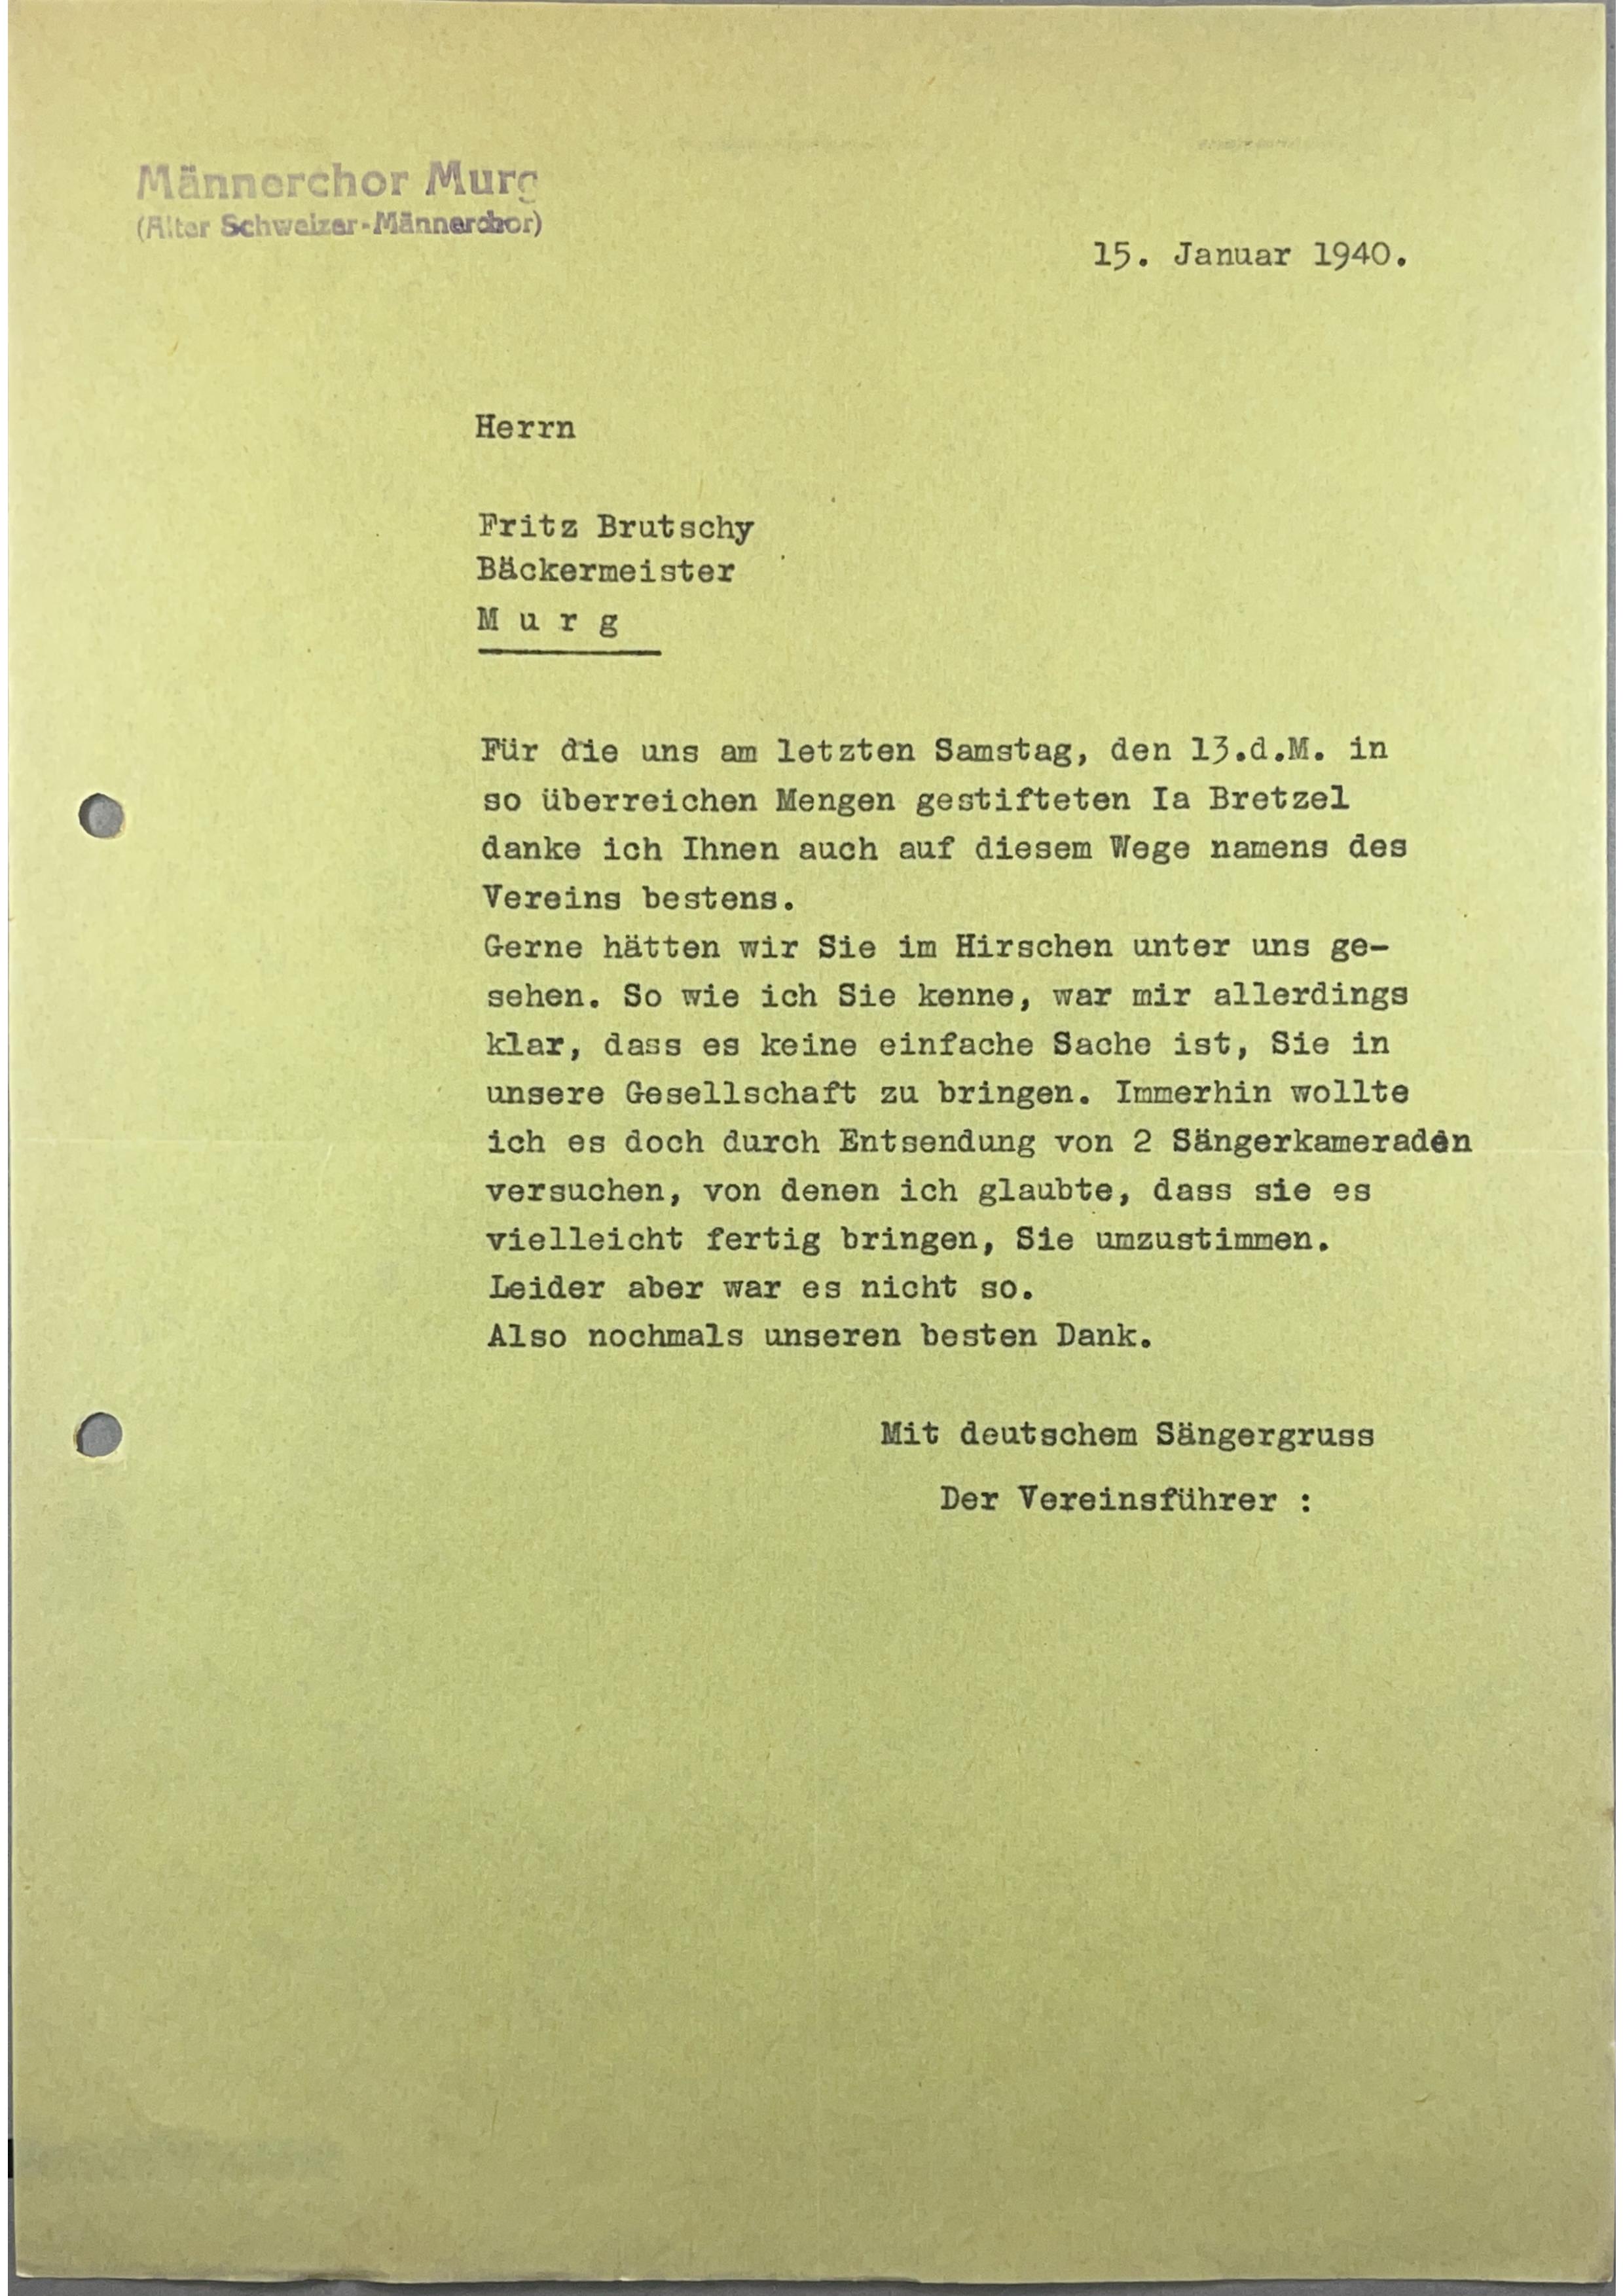 Männerchor Murg
(Alter Schweizer-Männerchor)
15. Januar 1940.
Herrn
Fritz Brutschy
Bäckermeister
M u r g
Für die uns am letzten Samstag, den 13.d.M. in
so überreichen Mengen gestifteten Ia Bretzel
danke ich Ihnen auch auf diesem Wege namens des
Vereins bestens.
Gerne hätten wir Sie im Hirschen unter uns ge-
sehen. So wie ich Sie kenne, war mir allerdings
klar, dass es keine einfache Sache ist, Sie in
unsere Gesellschaft zu bringen. Immerhin wollte
ich es doch durch Entsendung von 2 Sängerkameraden
versuchen, von denen ich glaubte, dass sie es
vielleicht fertig bringen, Sie umzustimmen.
Leider aber war es nicht so.
Also nochmals unseren besten Dank.
Mit deutschem Sängergruss
Der Vereinsführer :